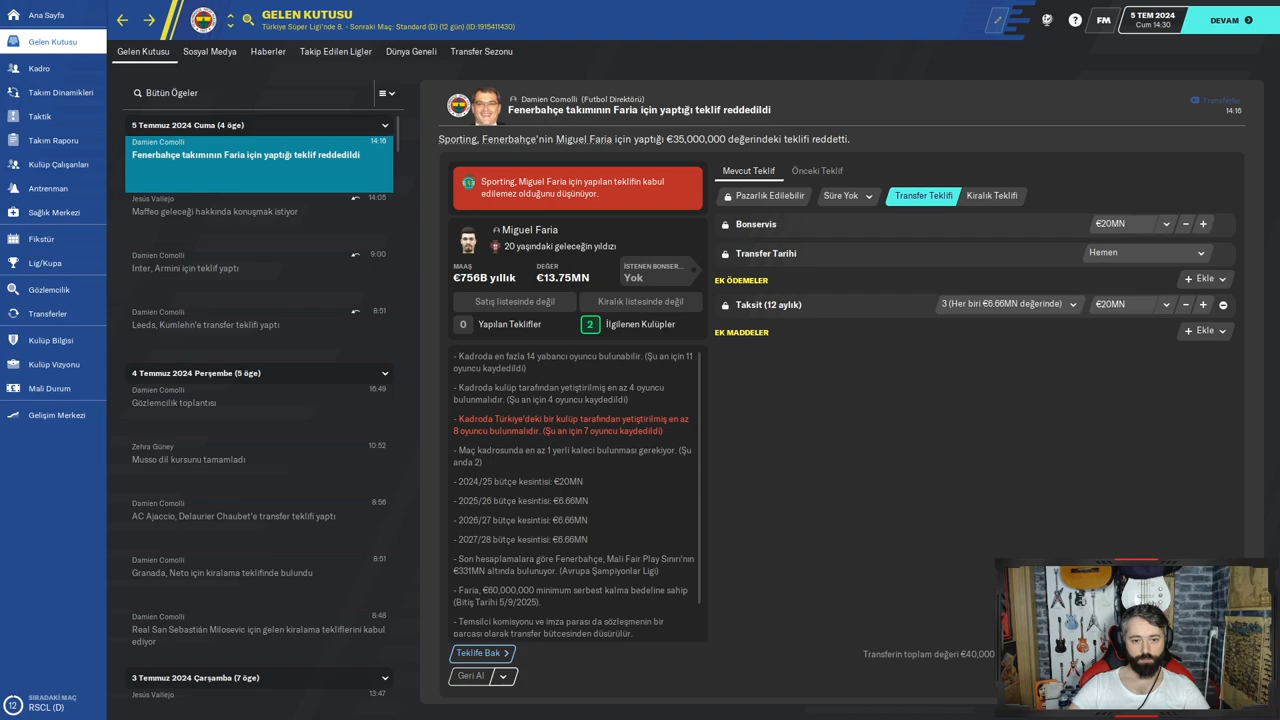 Ana Sayfa
Gelen Kutusu
Kadro
Takım Dinamikleri
Taktik
Takım Raporu
Kulüp Çalışanları
Antrenman
Sağlık Merkezi
Fikstür
Lig/Kupa
Gözlemcilik
Transferler
Kulüp Bilgisi
Kulüp Vizyonu
Mali Durum
Gelişim Merkezi
12
SIRADAKİ MAÇ
RSCL (D)
GELEN KUTUSU
Türkiye Süper Ligi'nde 8. - Sonraki Maç: Standard (D) (12 gün) (ID:1915411430)
FM
5 TEM 2024
Cum 14:30
DEVAM
Gelen Kutusu
Sosyal Medya
Haberler
Takip Edilen Ligler
Dünya Geneli
Transfer Sezonu
Bütün Ögeler
5 Temmuz 2024 Cuma (4 öge)
Damien Comolli
14:16
Fenerbahçe takımının Faria için yaptığı teklif reddedildi
Jesús Vallejo
14:05
Maffeo geleceği hakkında konuşmak istiyor
Damien Comolli
9:00
Inter, Armini için teklif yaptı
Damien Comolli
8:51
Leeds, Kumlehn'e transfer teklifi yaptı
4 Temmuz 2024 Perşembe (5 öge)
Damien Comolli
16:49
Gözlemcilik toplantısı
Zehra Güney
10:52
Musso dil kursunu tamamladı
Damien Comolli
8:56
AC Ajaccio, Delaurier Chaubet'e transfer teklifi yaptı
Damien Comolli
8:51
Granada, Neto için kiralama teklifinde bulundu
Damien Comolli
8:48
Real San Sebastián Milosevic için gelen kiralama tekliflerini kabul
ediyor
3 Temmuz 2024 Çarşamba (7 öge)
Jesús Vallejo
13:47
Damien Comolli (Futbol Direktörü)
Fenerbahçe takımının Faria için yaptığı teklif reddedildi
Transferler
14:16
Sporting, Fenerbahçe'nin Miguel Faria için yaptığı €35,000,000 değerindeki teklifi reddetti.
Sporting, Miguel Faria için yapılan teklifin kabul
edilemez olduğunu düşünüyor.
Miguel Faria
20 yaşındaki geleceğin yıldızı
MAAŞ
€756B yıllık
DEĞER
€13.75MN
İSTENEN BONSER...
Yok
Satış listesinde değil
Kiralık listesinde değil
0
Yapılan Teklifler
2
İlgilenen Kulüpler
- Kadroda en fazla 14 yabancı oyuncu bulunabilir. (Şu an için 11
oyuncu kaydedildi)
- Kadroda kulüp tarafından yetiştirilmiş en az 4 oyuncu
bulunmalıdır. (Şu an için 4 oyuncu kaydedildi)
- Kadroda Türkiye'deki bir kulüp tarafından yetiştirilmiş en az
8 oyuncu bulunmalıdır. (Şu an için 7 oyuncu kaydedildi)
- Maç kadrosunda en az 1 yerli kaleci bulunması gerekiyor. (Şu
anda 2)
- 2024/25 bütçe kesintisi: €20MN
- 2025/26 bütçe kesintisi: €6.66MN
- 2026/27 bütçe kesintisi: €6.66MN
- 2027/28 bütçe kesintisi: €6.66MN
- Son hesaplamalara göre Fenerbahçe, Mali Fair Play Sınırı'nın
€331MN altında bulunuyor. (Avrupa Şampiyonlar Ligi)
- Faria, €60,000,000 minimum serbest kalma bedeline sahip
(Bitiş Tarihi 5/9/2025).
- Temsilci komisyonu ve imza parası da sözleşmenin bir
parçası olarak transfer bütçesinden düşürülür.
Teklife Bak
Geri Al
Mevcut Teklif
Önceki Teklif
Pazarlık Edilebilir
Süre Yok
Transfer Teklifi
Kiralık Teklifi
Bonservis
€20MN
Transfer Tarihi
Hemen
EK ÖDEMELER
Ekle
Taksit (12 aylık)
3 (Her biri €6.66MN değerinde)
€20MN
EK MADDELER
Ekle
Transferin toplam değeri €40,000